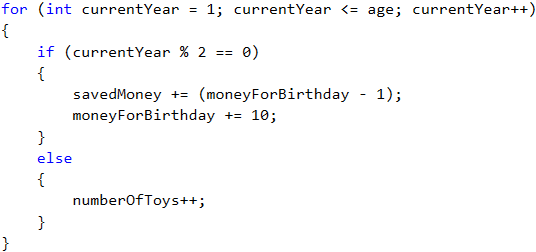 for (int currentYear = 1; currentYear <= age; currentYear++)
{
    if (currentYear % 2 == 0)
    {
        savedMoney += (moneyForBirthday - 1);
        moneyForBirthday += 10;
    }
    else
    {
        numberOfToys++;
    }
}